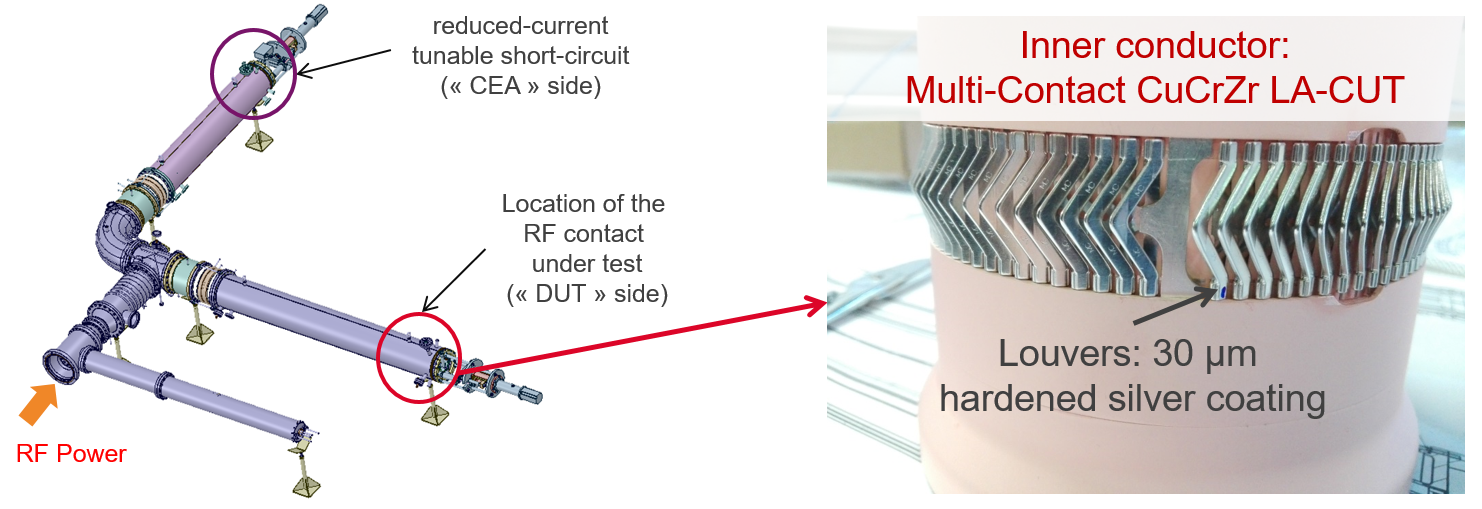 reduced-current
tunable short-circuit
(« CEA » side)
Location of the
RF contact
under test
(« DUT » side)
RF Power
Inner conductor:
Multi-Contact CuCrZr LA-CUT
Louvers: 30 µm
hardened silver coating